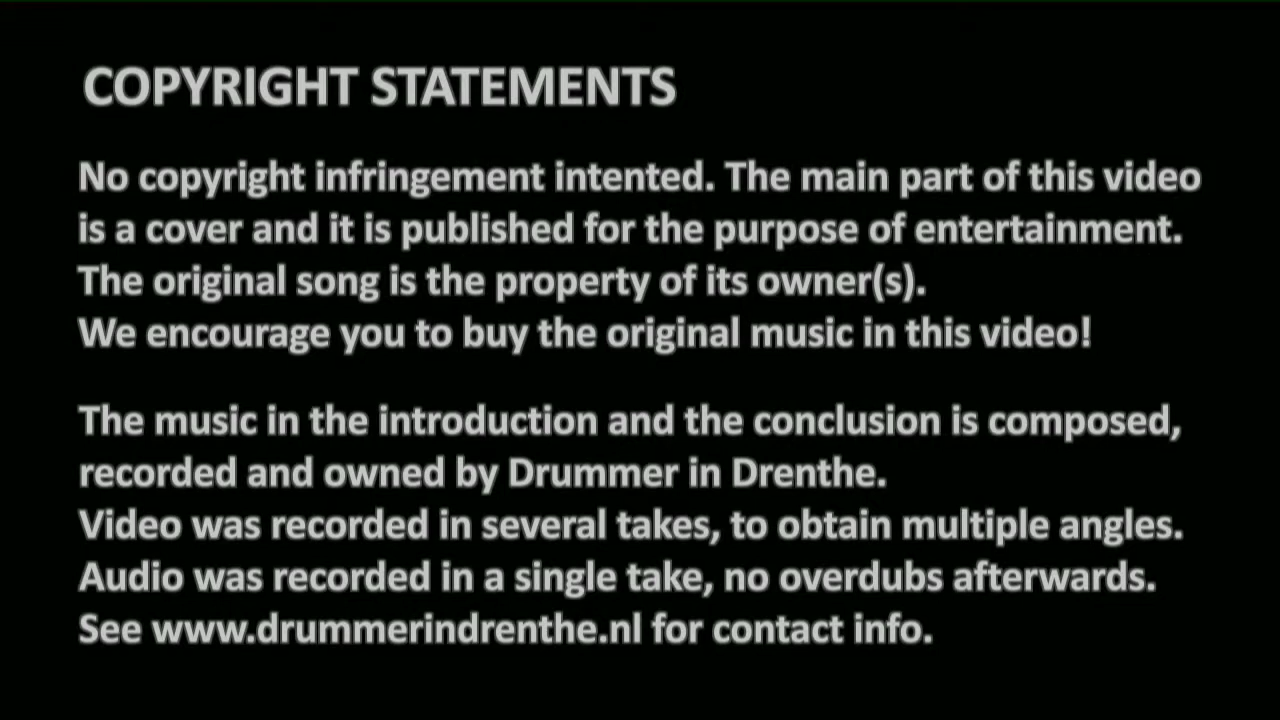 COPYRIGHT STATEMENTS
No copyright infringement intented. The main part of this video
is a cover and it is published for the purpose of entertainment.
The original song is the property of its owner(s).
We encourage you to buy the original music in this video!
The music in the introduction and the conclusion is composed,
recorded and owned by Drummer in Drenthe.
Video was recorded in several takes, to obtain multiple angles.
Audio was recorded in a single take, no overdubs afterwards.
See www.drummerindrenthe.nl for contact info.